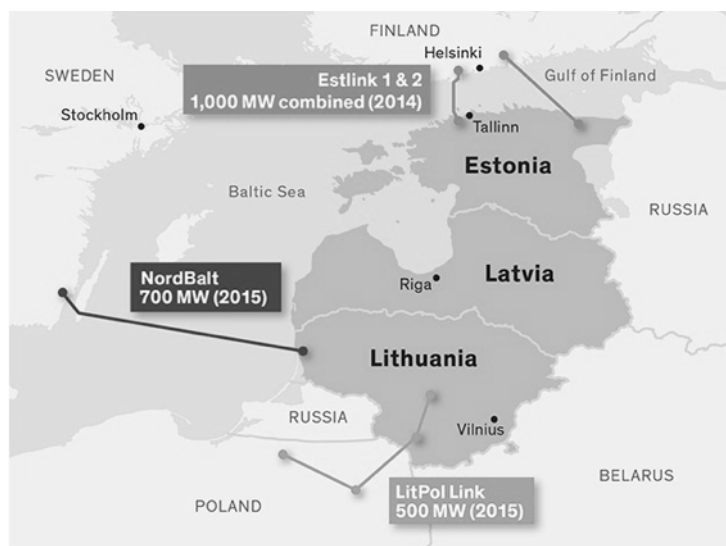 FINLAND
Helsinki
SWEDEN
Estlink 1 & 2
1,000 MW combined (2014)
Gulf of Finland
Stockholm
Tallinn
Estonia
Baltic Sea
RUSSIA
NordBalt
700 MW (2015)
Riga
Latvia
Lithuania
RUSSIA
Vilnius
BELARUS
LitPol Link
500 MW (2015)
POLAND